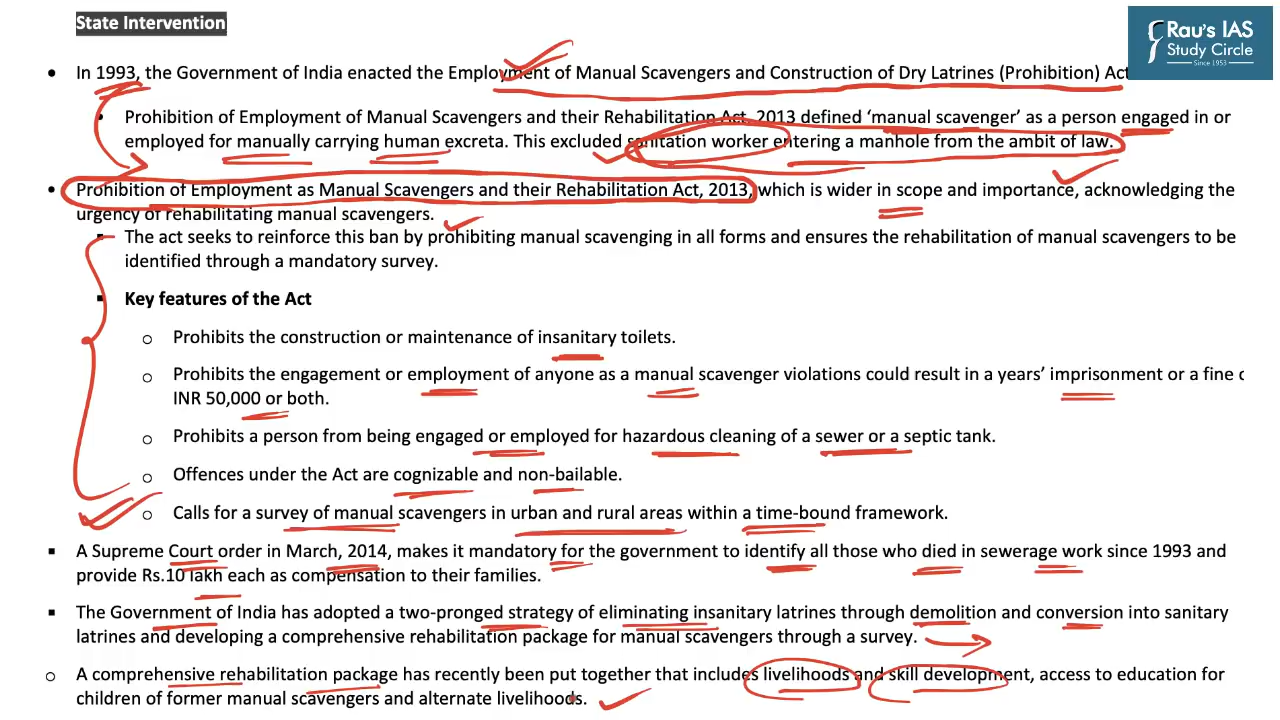 State Intervention
Rau's IAS
Study Circle
Since 1953
• In 1993, the Government of India enacted the Employment of Manual Scavengers and Construction of Dry Latrines (Prohibition) Act
▪ Prohibition of Employment of Manual Scavengers and their Rehabilitation Act, 2013 defined ‘manual scavenger’ as a person engaged in or
employed for manually carrying human excreta. This excluded sanitation worker entering a manhole from the ambit of law.
• Prohibition of Employment as Manual Scavengers and their Rehabilitation Act, 2013, which is wider in scope and importance, acknowledging the
urgency of rehabilitating manual scavengers.
▪ The act seeks to reinforce this ban by prohibiting manual scavenging in all forms and ensures the rehabilitation of manual scavengers to be
identified through a mandatory survey.
▪ Key features of the Act
o Prohibits the construction or maintenance of insanitary toilets.
o Prohibits the engagement or employment of anyone as a manual scavenger violations could result in a years’ imprisonment or a fine
INR 50,000 or both.
o Prohibits a person from being engaged or employed for hazardous cleaning of a sewer or a septic tank.
o Offences under the Act are cognizable and non-bailable.
o Calls for a survey of manual scavengers in urban and rural areas within a time-bound framework.
▪ A Supreme Court order in March, 2014, makes it mandatory for the government to identify all those who died in sewerage work since 1993 and
provide Rs.10 lakh each as compensation to their families.
▪ The Government of India has adopted a two-pronged strategy of eliminating insanitary latrines through demolition and conversion into sanitary
latrines and developing a comprehensive rehabilitation package for manual scavengers through a survey.
o A comprehensive rehabilitation package has recently been put together that includes livelihoods and skill development, access to education for
children of former manual scavengers and alternate livelihoods.